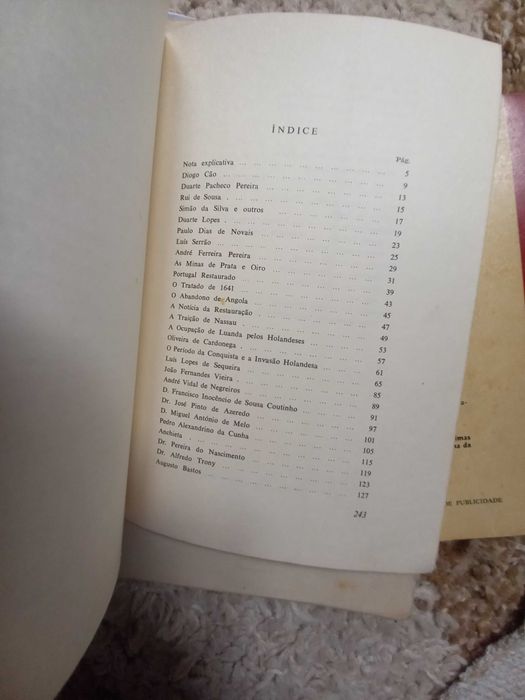 ÍNDICE
Pág.
Nota explicativa ... 5
Diogo Cão ... 9
Duarte Pacheco Pereira ... 13
Rui de Sousa ... 15
Simão da Silva e outros ... 17
Duarte Lopes ... 19
Paulo Dias de Novais ... 23
Luís Serrão ... 25
André Ferreira Pereira ... 29
As Minas de Prata e Oiro ... 31
Portugal Restaurado ... 39
O Tratado de 1641 ... 43
O Abandono de Angola ... 45
A Notícia da Restauração ... 47
A Traição de Nassau ... 49
A Ocupação de Luanda pelos Holandeses ... 53
Oliveira de Cardonega ... 57
O Período da Conquista e a Invasão Holandesa ... 61
Luís Lopes de Sequeira ... 65
João Fernandes Vieira ... 85
André Vidal de Negreiros ... 89
D. Francisco Inocêncio de Sousa Coutinho ... 91
Dr. José Pinto de Azeredo ... 97
D. Miguel António de Melo ... 101
Pedro Alexandrino da Cunha ... 105
Anchieta ... 115
Dr. Pereira do Nascimento ... 119
Dr. Alfredo Trony ... 123
Augusto Bastos ... 127
243
PUBLICIDADE